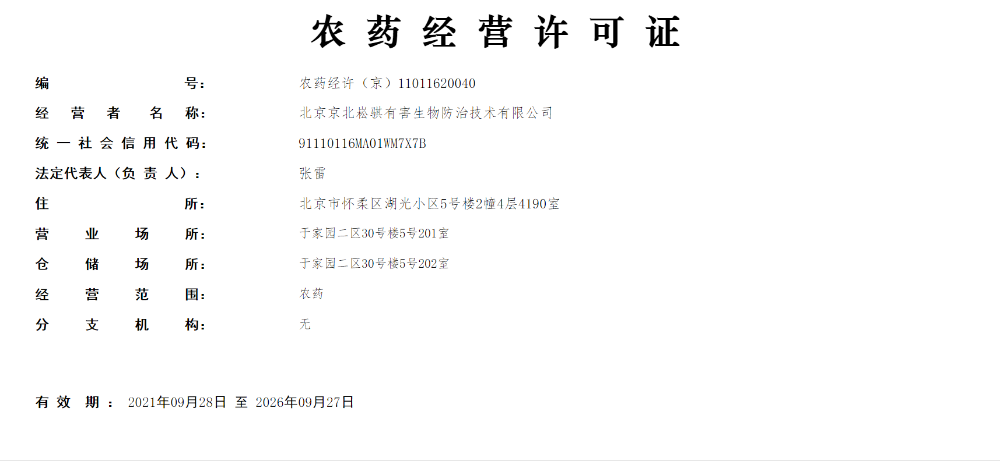 农药经营许可证
编号： 农药经许（京）11011620040
经营者名称： 北京京北崧骐有害生物防治技术有限公司
统一社会信用代码： 91110116MA01WM7X7B
法定代表人（负责人）： 张雷
住所： 北京市怀柔区湖光小区5号楼2幢4层4190室
营业场所： 于家园二区30号楼5号201室
仓储场所： 于家园二区30号楼5号202室
经营范围： 农药
分支机构： 无
有效期： 2021年09月28日 至 2026年09月27日